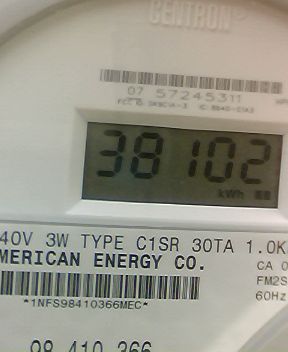 CENTRON
07 57245311
38102
kWh
40V 3W TYPE C1SR 30TA 1.0K
MERICAN ENERGY CO.
CA 0
FM2S
60Hz
*1NFS98410366MEC*
98 410 366